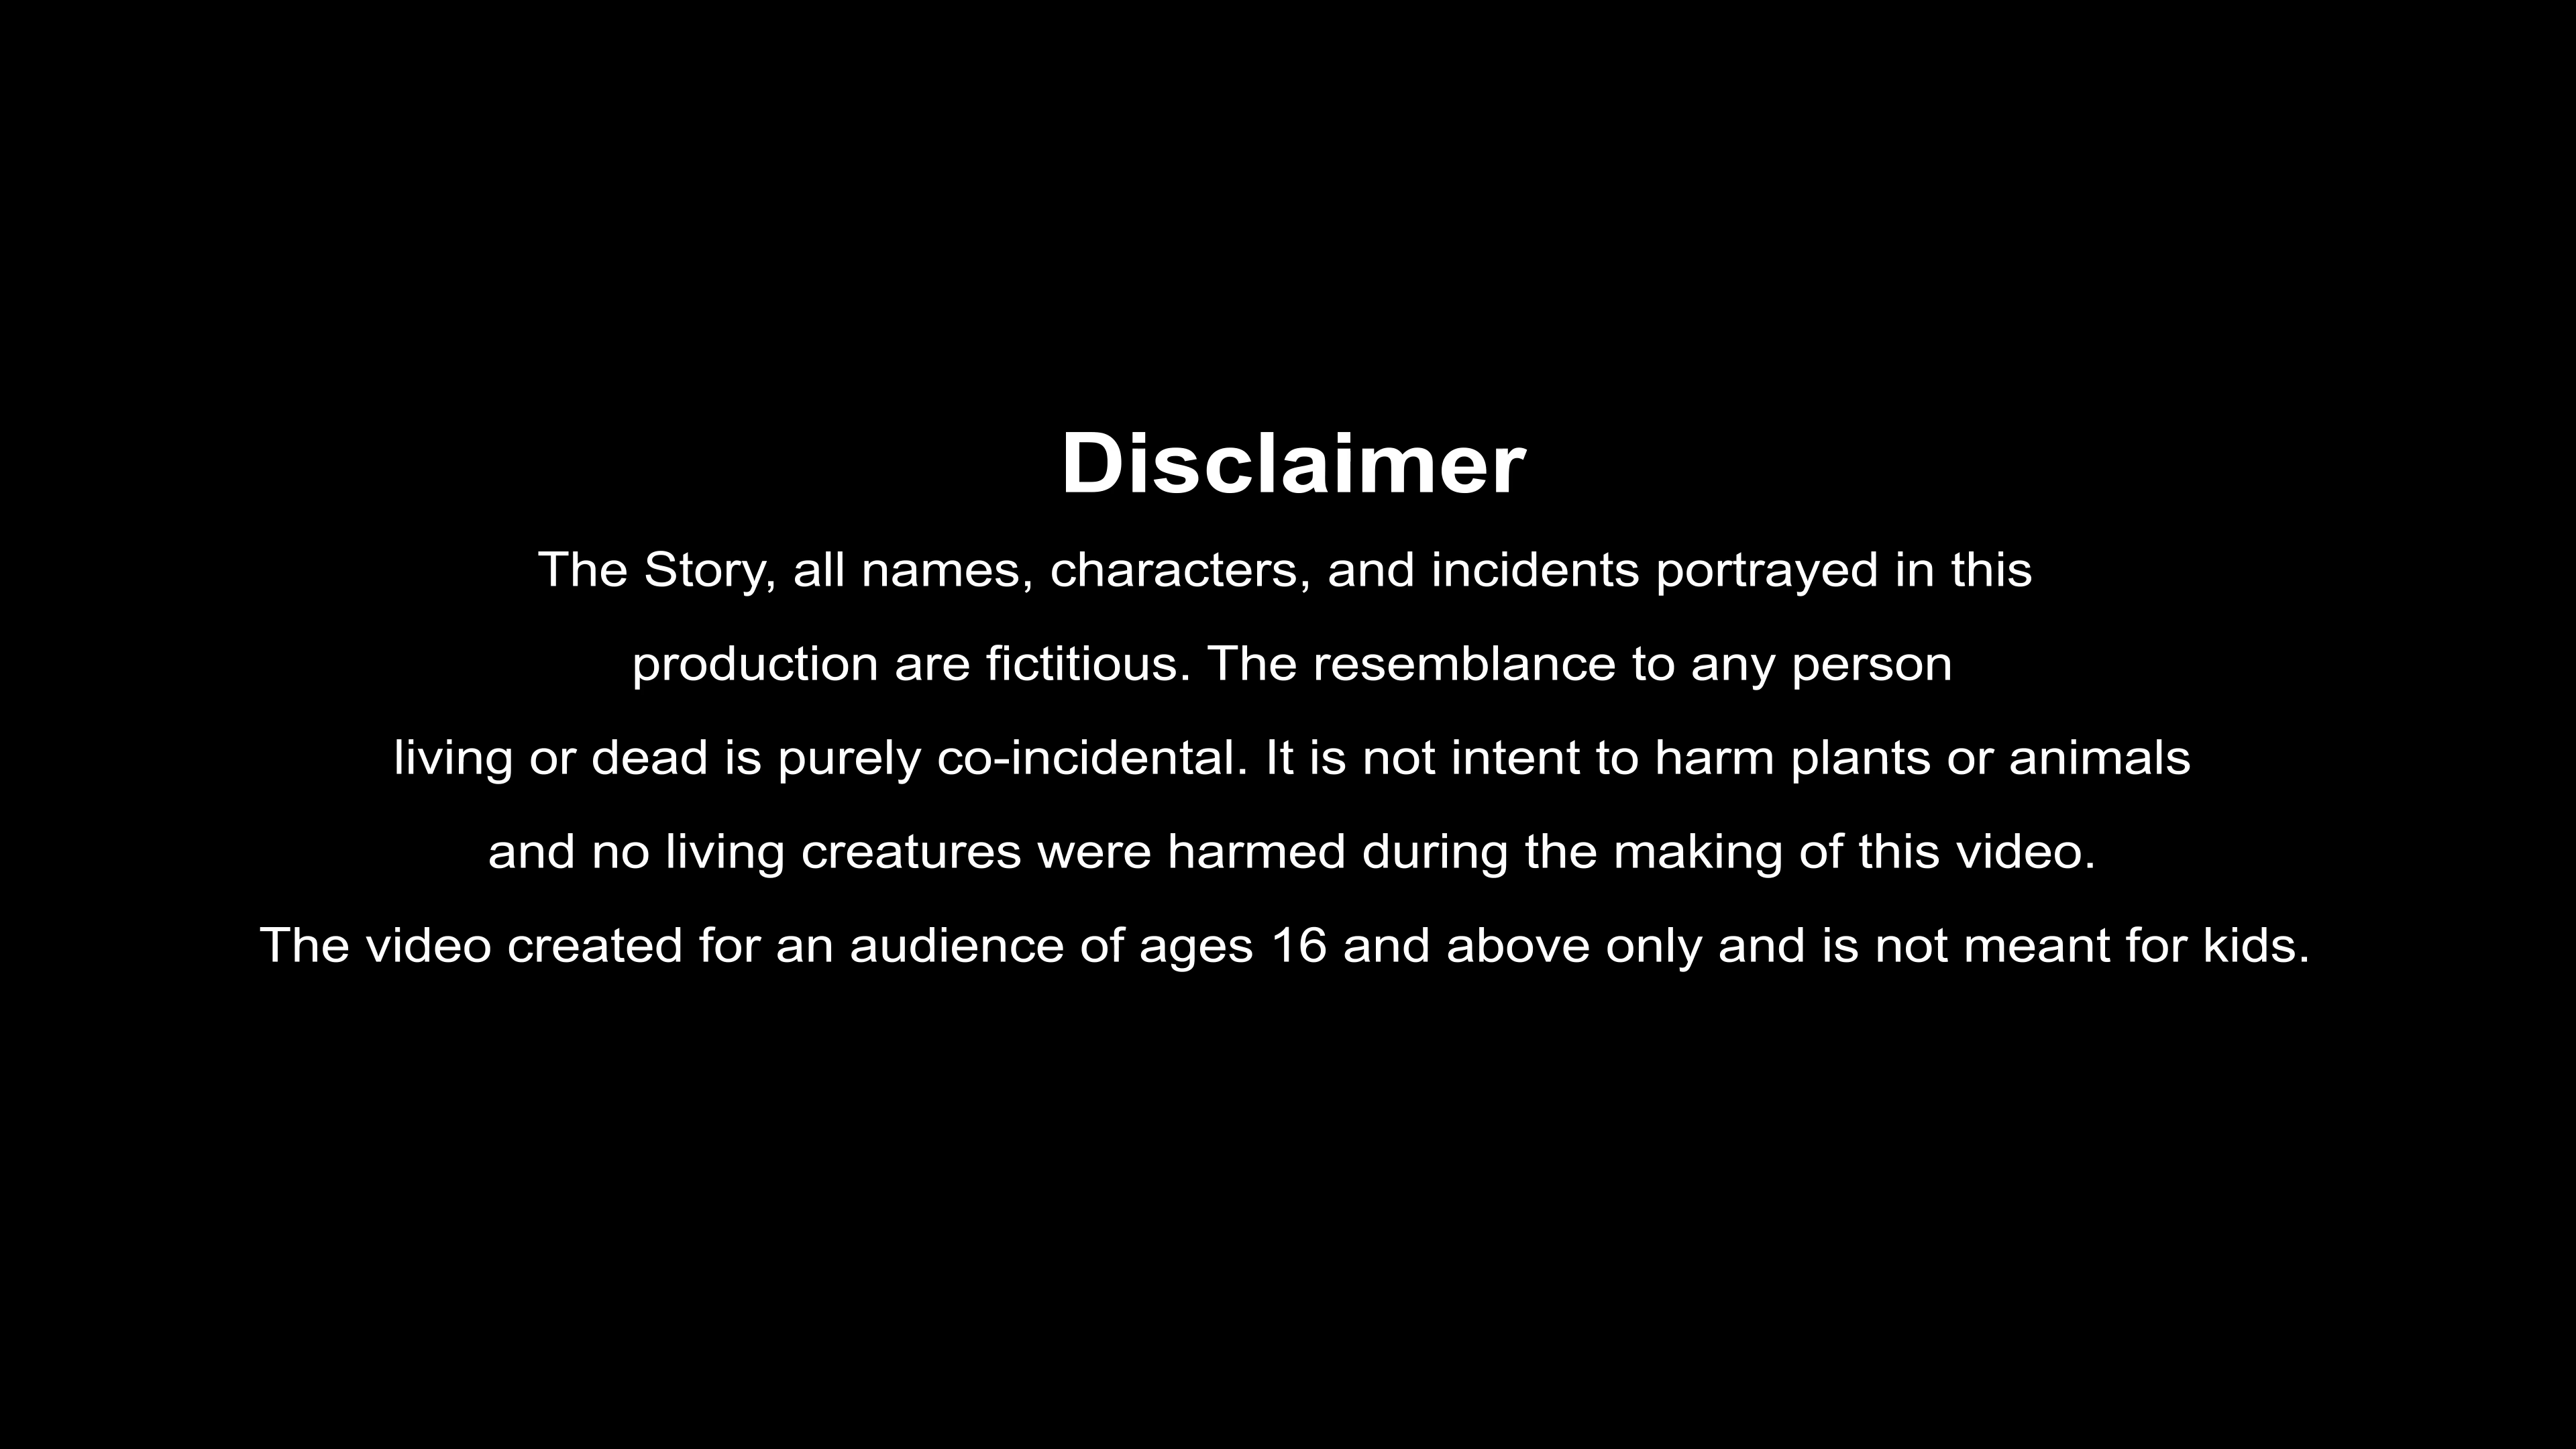 Disclaimer
The Story, all names, characters, and incidents portrayed in this
production are fictitious. The resemblance to any person
living or dead is purely co-incidental. It is not intent to harm plants or animals
and no living creatures were harmed during the making of this video.
The video created for an audience of ages 16 and above only and is not meant for kids.